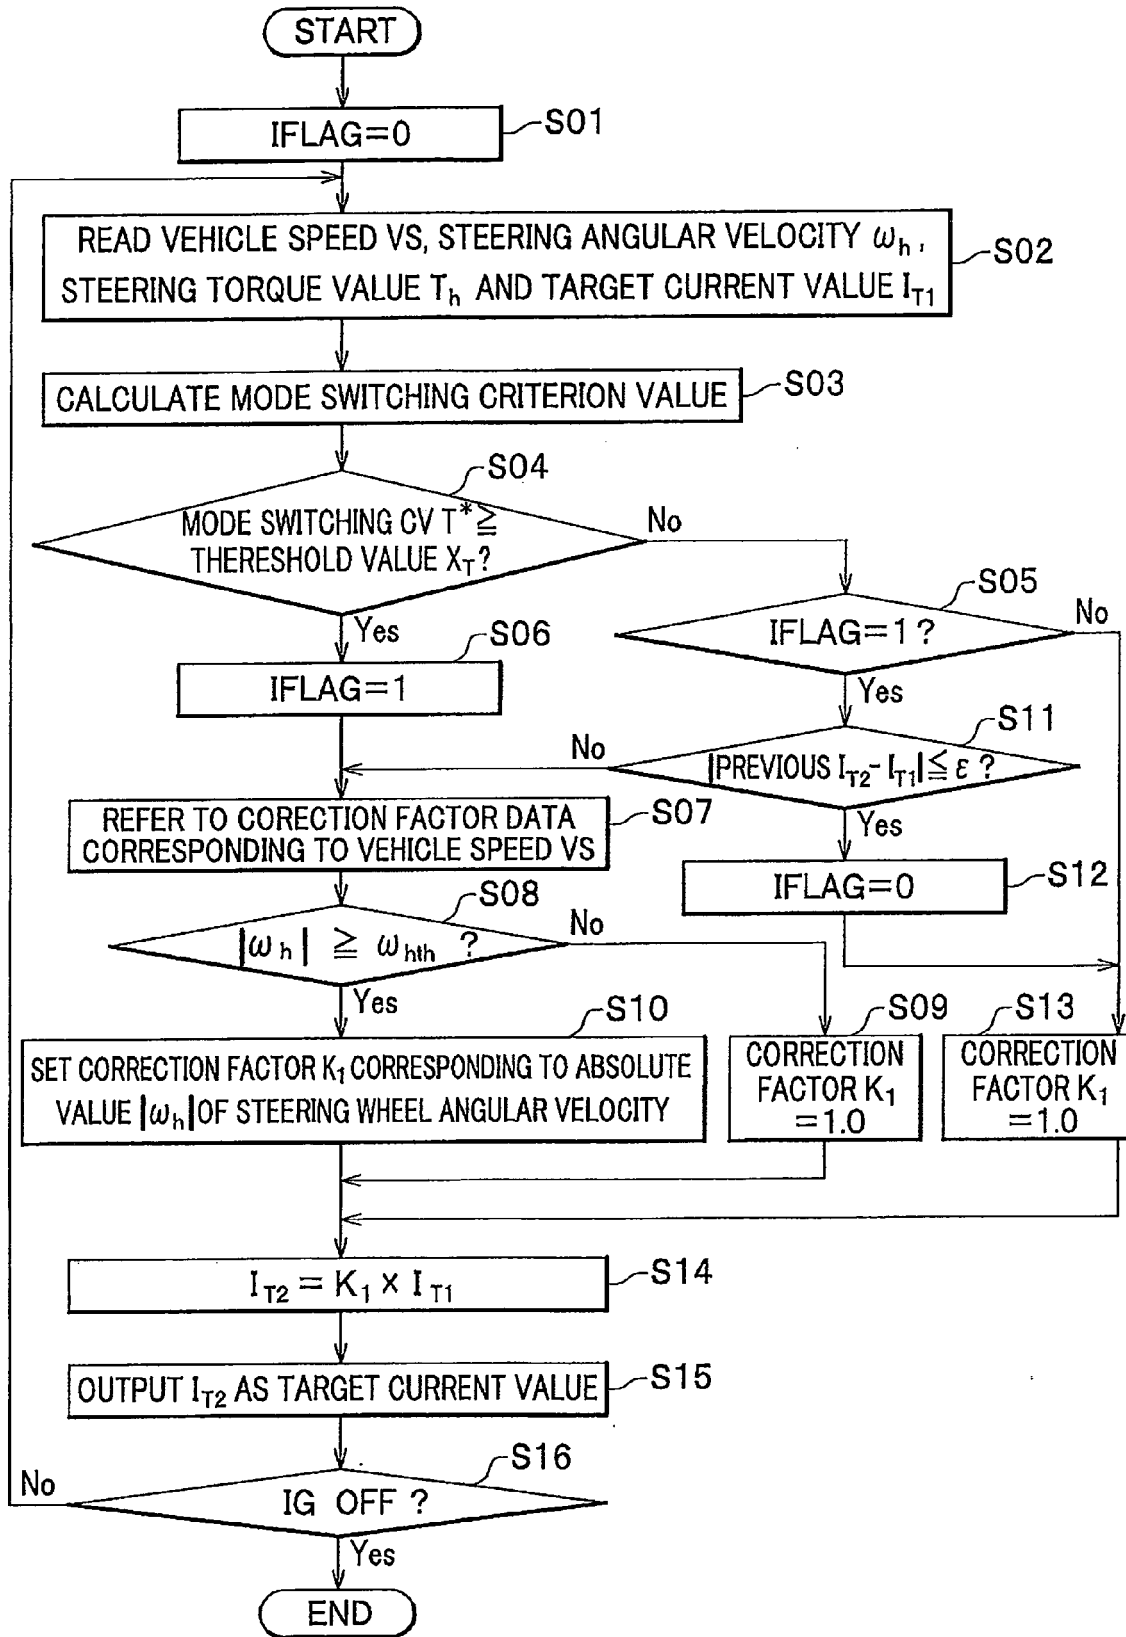 START
IFLAG=0
S01
READ VEHICLE SPEED VS, STEERING ANGULAR VELOCITY ωh,
STEERING TORQUE VALUE Th AND TARGET CURRENT VALUE IT1
S02
CALCULATE MODE SWITCHING CRITERION VALUE
S03
S04
MODE SWITCHING CV T* ≧
THERESHOLD VALUE XT?
No
Yes
S05
IFLAG=1?
No
Yes
S06
IFLAG=1
S11
|PREVIOUS IT2-IT1|≦ε?
No
Yes
REFER TO CORECTION FACTOR DATA
CORRESPONDING TO VEHICLE SPEED VS
S07
IFLAG=0
S12
S08
|ωh| ≧ ωhth ?
No
Yes
S10
SET CORRECTION FACTOR K1 CORRESPONDING TO ABSOLUTE
VALUE |ωh| OF STEERING WHEEL ANGULAR VELOCITY
S09
CORRECTION
FACTOR K1
=1.0
S13
CORRECTION
FACTOR K1
=1.0
IT2 = K1 × IT1
S14
OUTPUT IT2 AS TARGET CURRENT VALUE
S15
S16
IG OFF ?
No
Yes
END